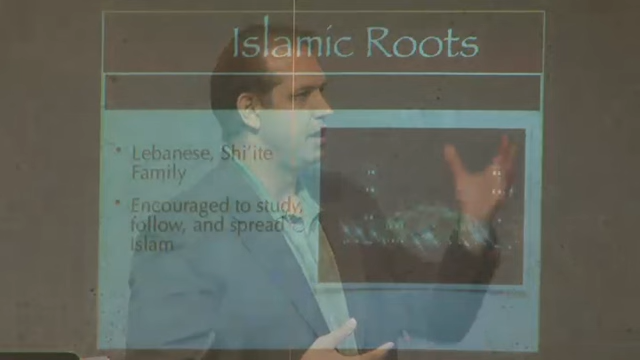 Islamic Roots
• Lebanese, Shi'ite
Family
• Encouraged to study,
follow, and spread
Islam